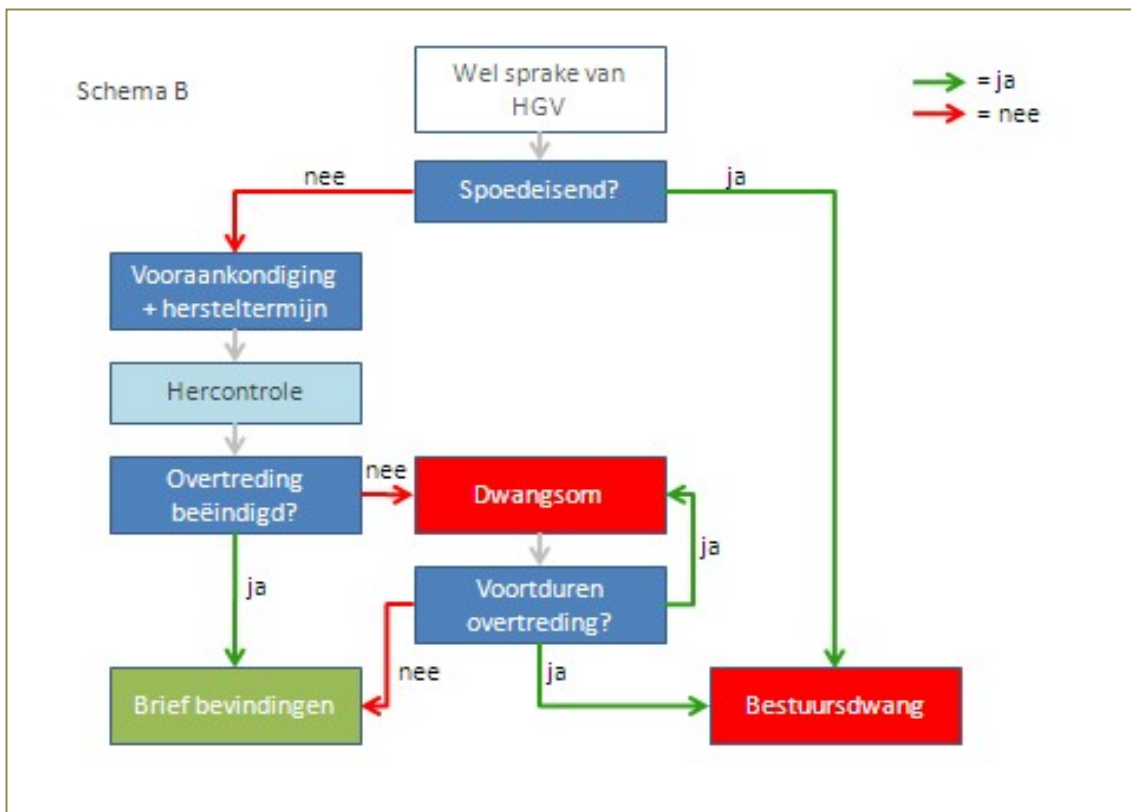 Schema B
Wel sprake van
HGV
= ja
= nee
nee
Spoedeisend?
ja
Vooraankondiging
+ hersteltermijn
Hercontrole
Overtreding
beëindigd?
nee
Dwangsom
ja
ja
Voortduren
overtreding?
nee
ja
Brief bevindingen
Bestuursdwang